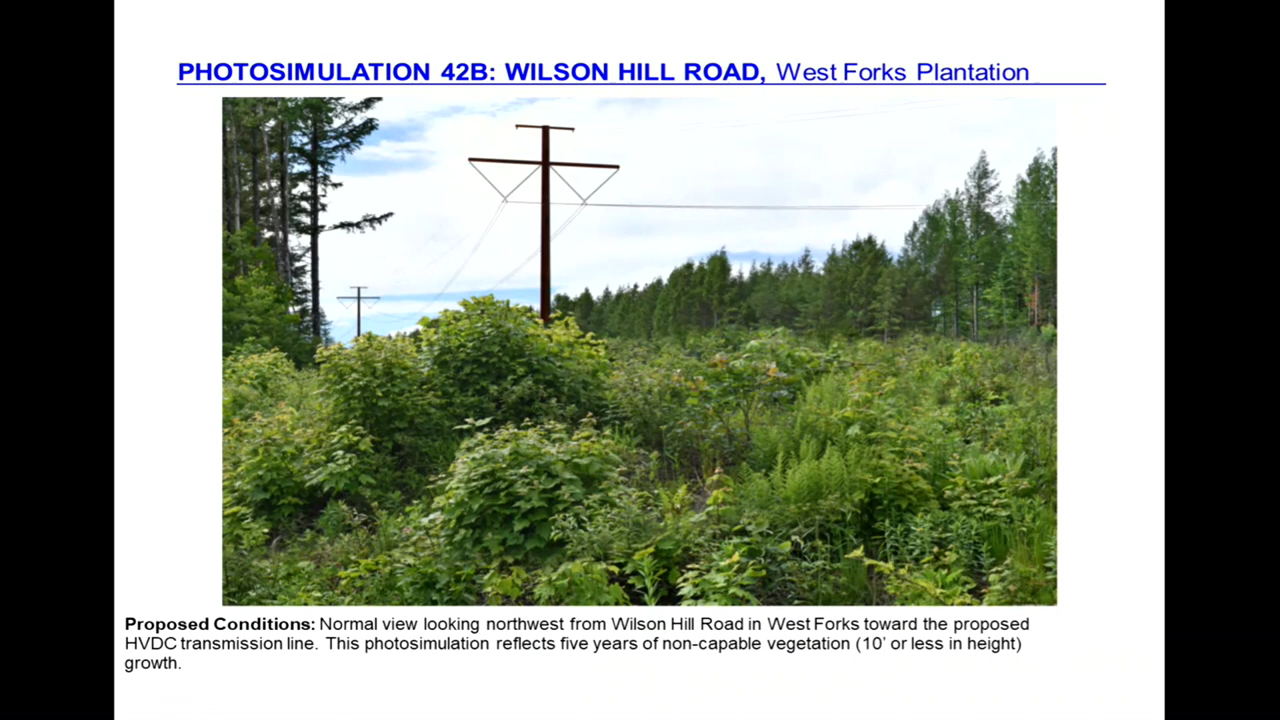 PHOTOSIMULATION 42B: WILSON HILL ROAD, West Forks Plantation
Proposed Conditions: Normal view looking northwest from Wilson Hill Road in West Forks toward the proposed
HVDC transmission line. This photosimulation reflects five years of non-capable vegetation (10' or less in height)
growth.